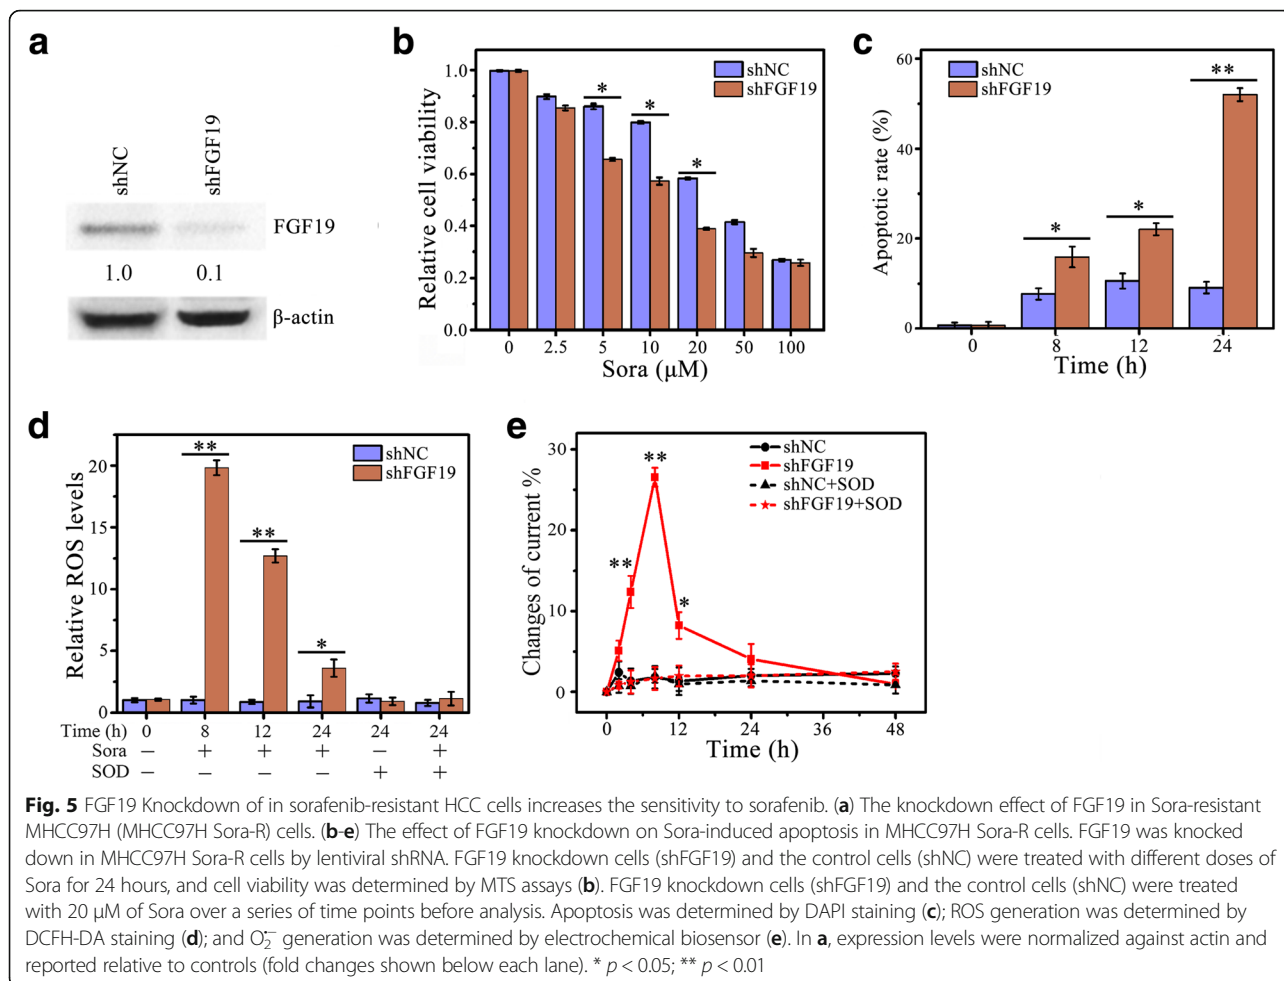 a
shNC
shFGF19
FGF19
1.0
0.1
β-actin
b
shNC
shFGF19
*
*
*
Relative cell viability
1.0
0.8
0.6
0.4
0.2
0.0
0 2.5 5 10 20 50 100
Sora (μM)
c
shNC
shFGF19
*
*
**
Apoptotic rate (%)
60
40
20
0
0 8 12 24
Time (h)
d
shNC
shFGF19
**
**
*
Relative ROS levels
20
15
10
5
0
Time (h) 0 8 12 24 24 24
Sora − + + + − +
SOD − − − − + +
e
shNC
shFGF19
shNC+SOD
shFGF19+SOD
**
**
*
Changes of current %
30
20
10
0
0 12 24 36 48
Time (h)
Fig. 5 FGF19 Knockdown of in sorafenib-resistant HCC cells increases the sensitivity to sorafenib. (a) The knockdown effect of FGF19 in Sora-resistant
MHCC97H (MHCC97H Sora-R) cells. (b-e) The effect of FGF19 knockdown on Sora-induced apoptosis in MHCC97H Sora-R cells. FGF19 was knocked
down in MHCC97H Sora-R cells by lentiviral shRNA. FGF19 knockdown cells (shFGF19) and the control cells (shNC) were treated with different doses of
Sora for 24 hours, and cell viability was determined by MTS assays (b). FGF19 knockdown cells (shFGF19) and the control cells (shNC) were treated
with 20 μM of Sora over a series of time points before analysis. Apoptosis was determined by DAPI staining (c); ROS generation was determined by
DCFH-DA staining (d); and O₂˙⁻ generation was determined by electrochemical biosensor (e). In a, expression levels were normalized against actin and
reported relative to controls (fold changes shown below each lane). * p < 0.05; ** p < 0.01